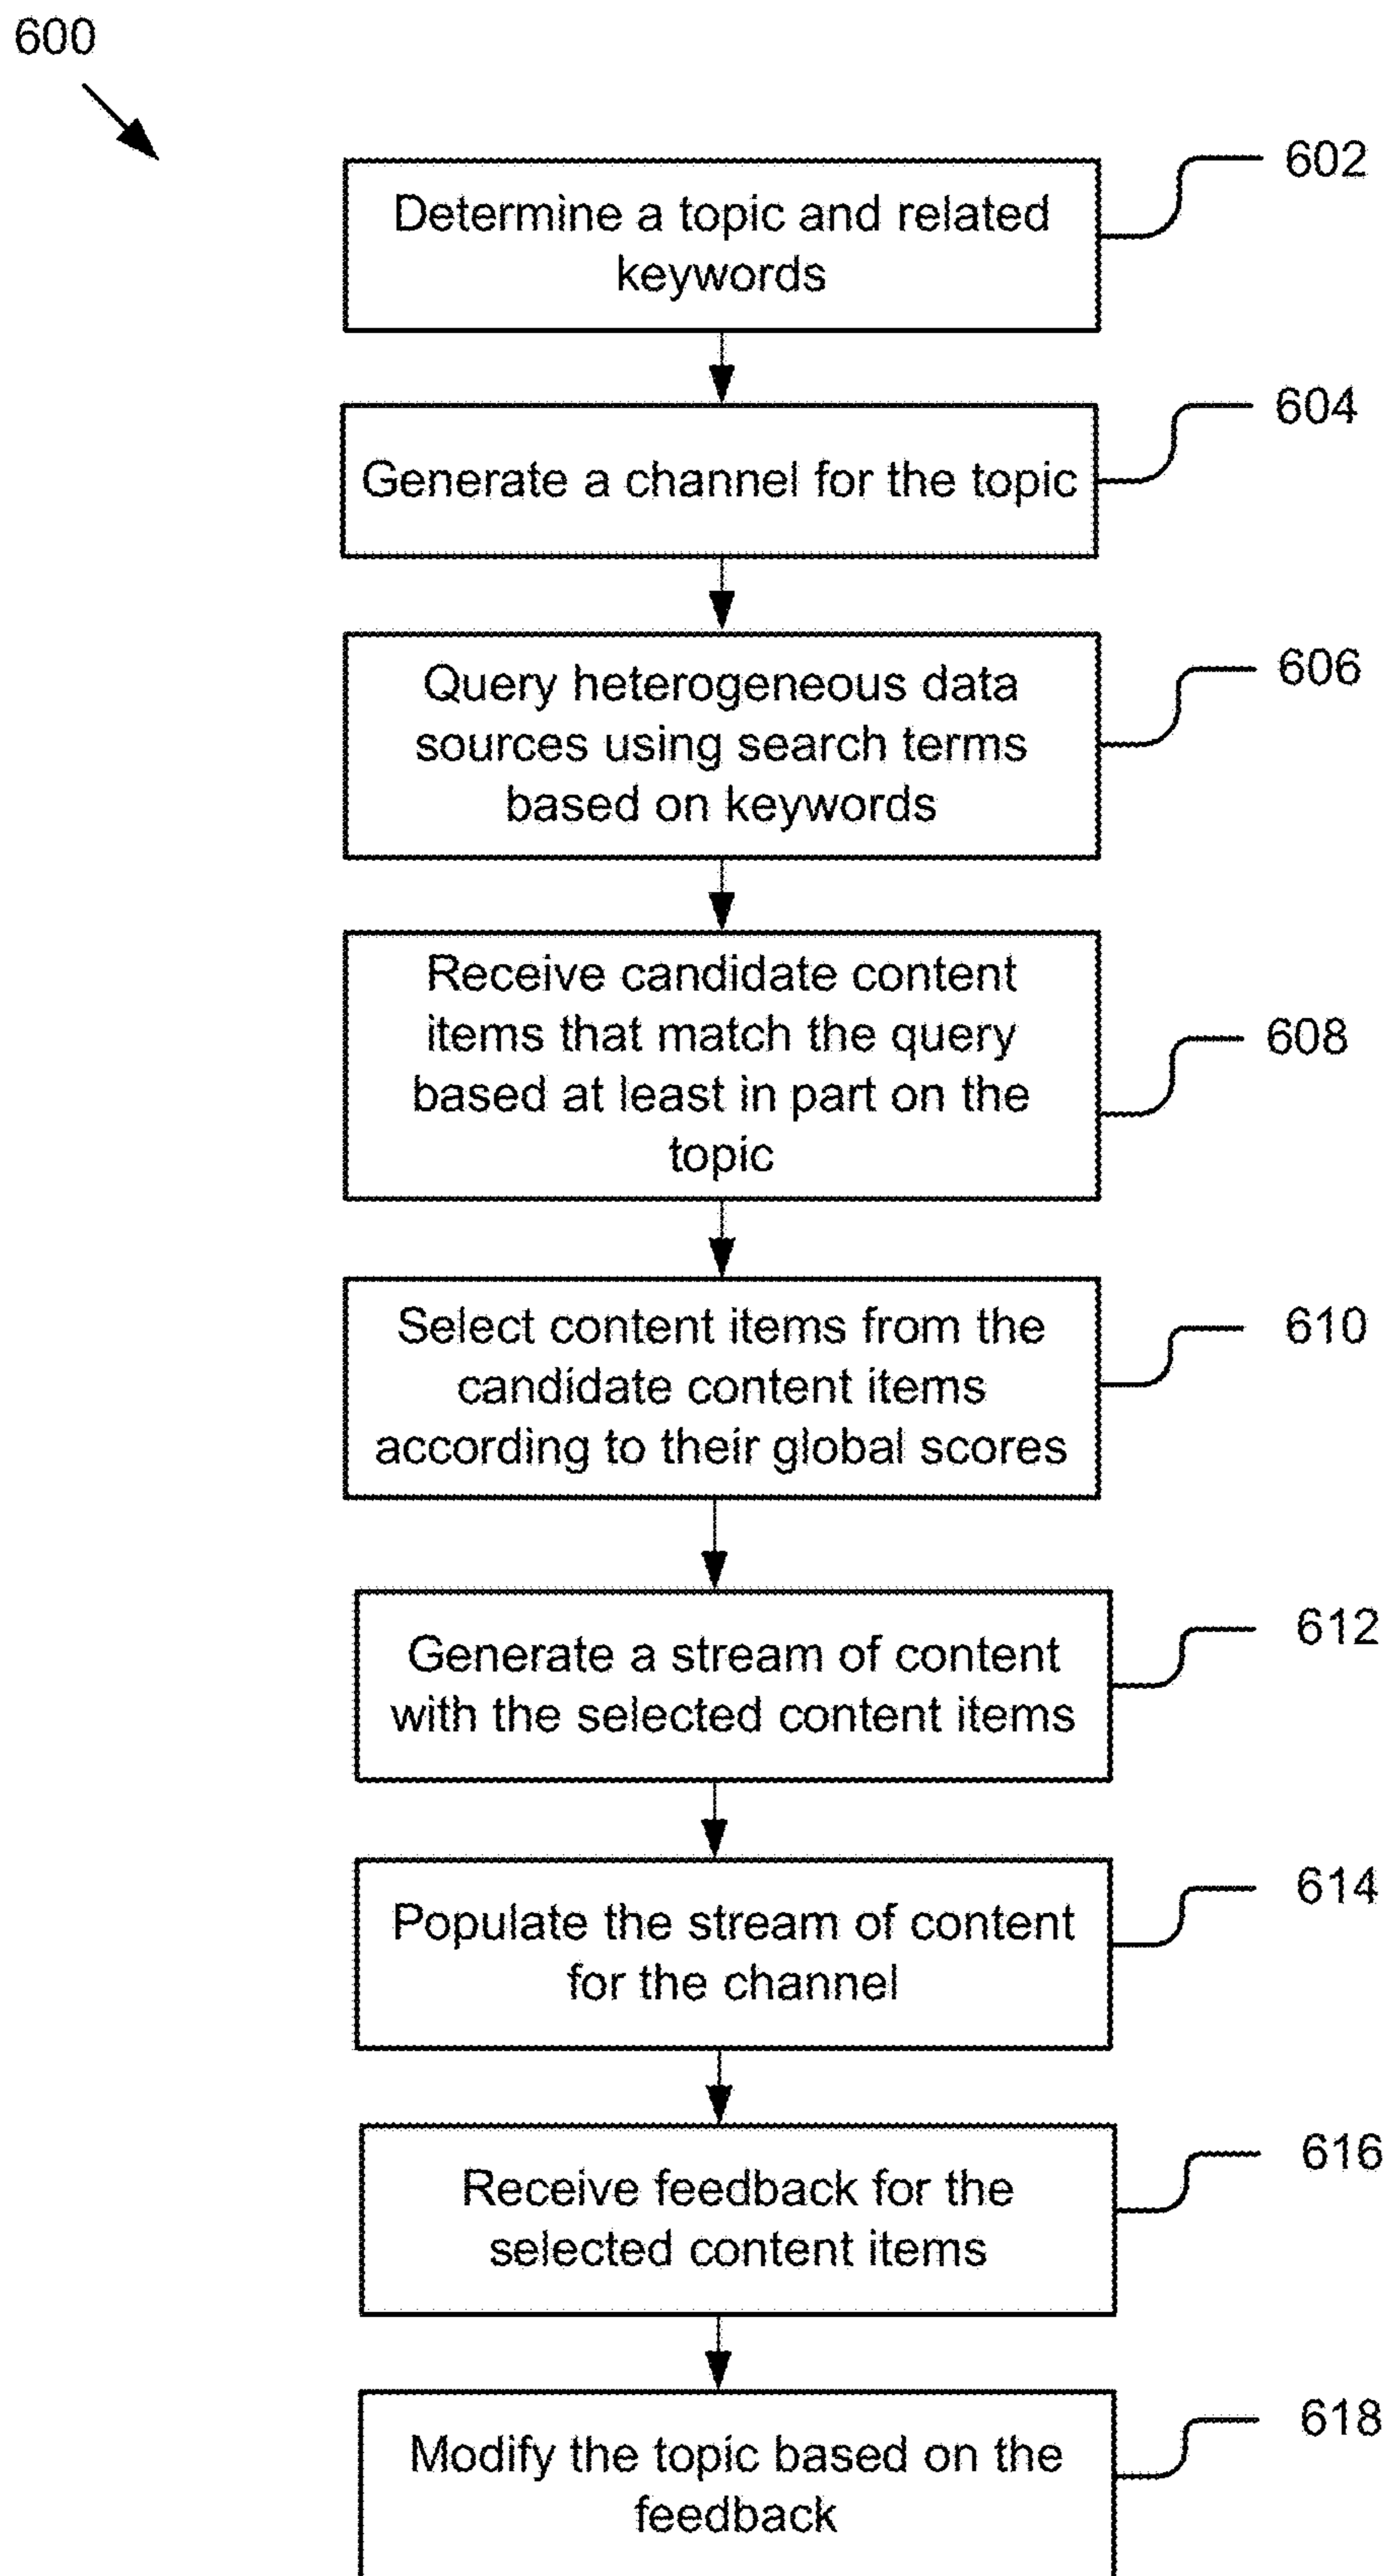 600
602
Determine a topic and related
keywords
604
Generate a channel for the topic
606
Query heterogeneous data
sources using search terms
based on keywords
608
Receive candidate content
items that match the query
based at least in part on the
topic
610
Select content items from the
candidate content items
according to their global scores
612
Generate a stream of content
with the selected content items
614
Populate the stream of content
for the channel
616
Receive feedback for the
selected content items
618
Modify the topic based on the
feedback